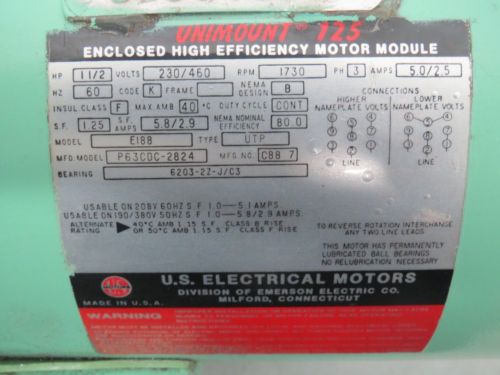 UNIMOUNT® 125
ENCLOSED HIGH EFFICIENCY MOTOR MODULE
HP 1 1/2 VOLTS 230/460 RPM 1730 PH 3 AMPS 5.0/2.5
HZ 60 CODE K FRAME NEMA DESIGN B CONNECTIONS
INSUL.CLASS F MAX AMB 40 °C DUTY CYCLE CONT HIGHER NAMEPLATE VOLTS LOWER NAMEPLATE VOLTS
S.F. 1.25 S.F. AMPS 5.8/2.9 NEMA NOMINAL EFFICIENCY 80.0
MODEL E188 TYPE UTP
MFD. MODEL P63CDC-2824 MFG. NO. C88 7
LINE LINE
BEARING 6203-2Z-J/C3
USABLE ON 208V 60HZ S.F. 1.0 - 5.1 AMPS
USABLE ON 190/380V 50HZ S.F. 1.0 - 5.8/2.9 AMPS
ALTERNATE RATING 40°C AMB 1.15 S.F. CLASS B RISE
OR 50°C AMB 1.15 S.F. CLASS F RISE
TO REVERSE ROTATION INTERCHANGE
ANY TWO LINE LEADS
THIS MOTOR HAS PERMANENTLY
LUBRICATED BALL BEARINGS
NO RELUBRICATION NECESSARY
U.S. ELECTRICAL MOTORS
DIVISION OF EMERSON ELECTRIC CO.
MILFORD, CONNECTICUT
MADE IN U.S.A.
WARNING